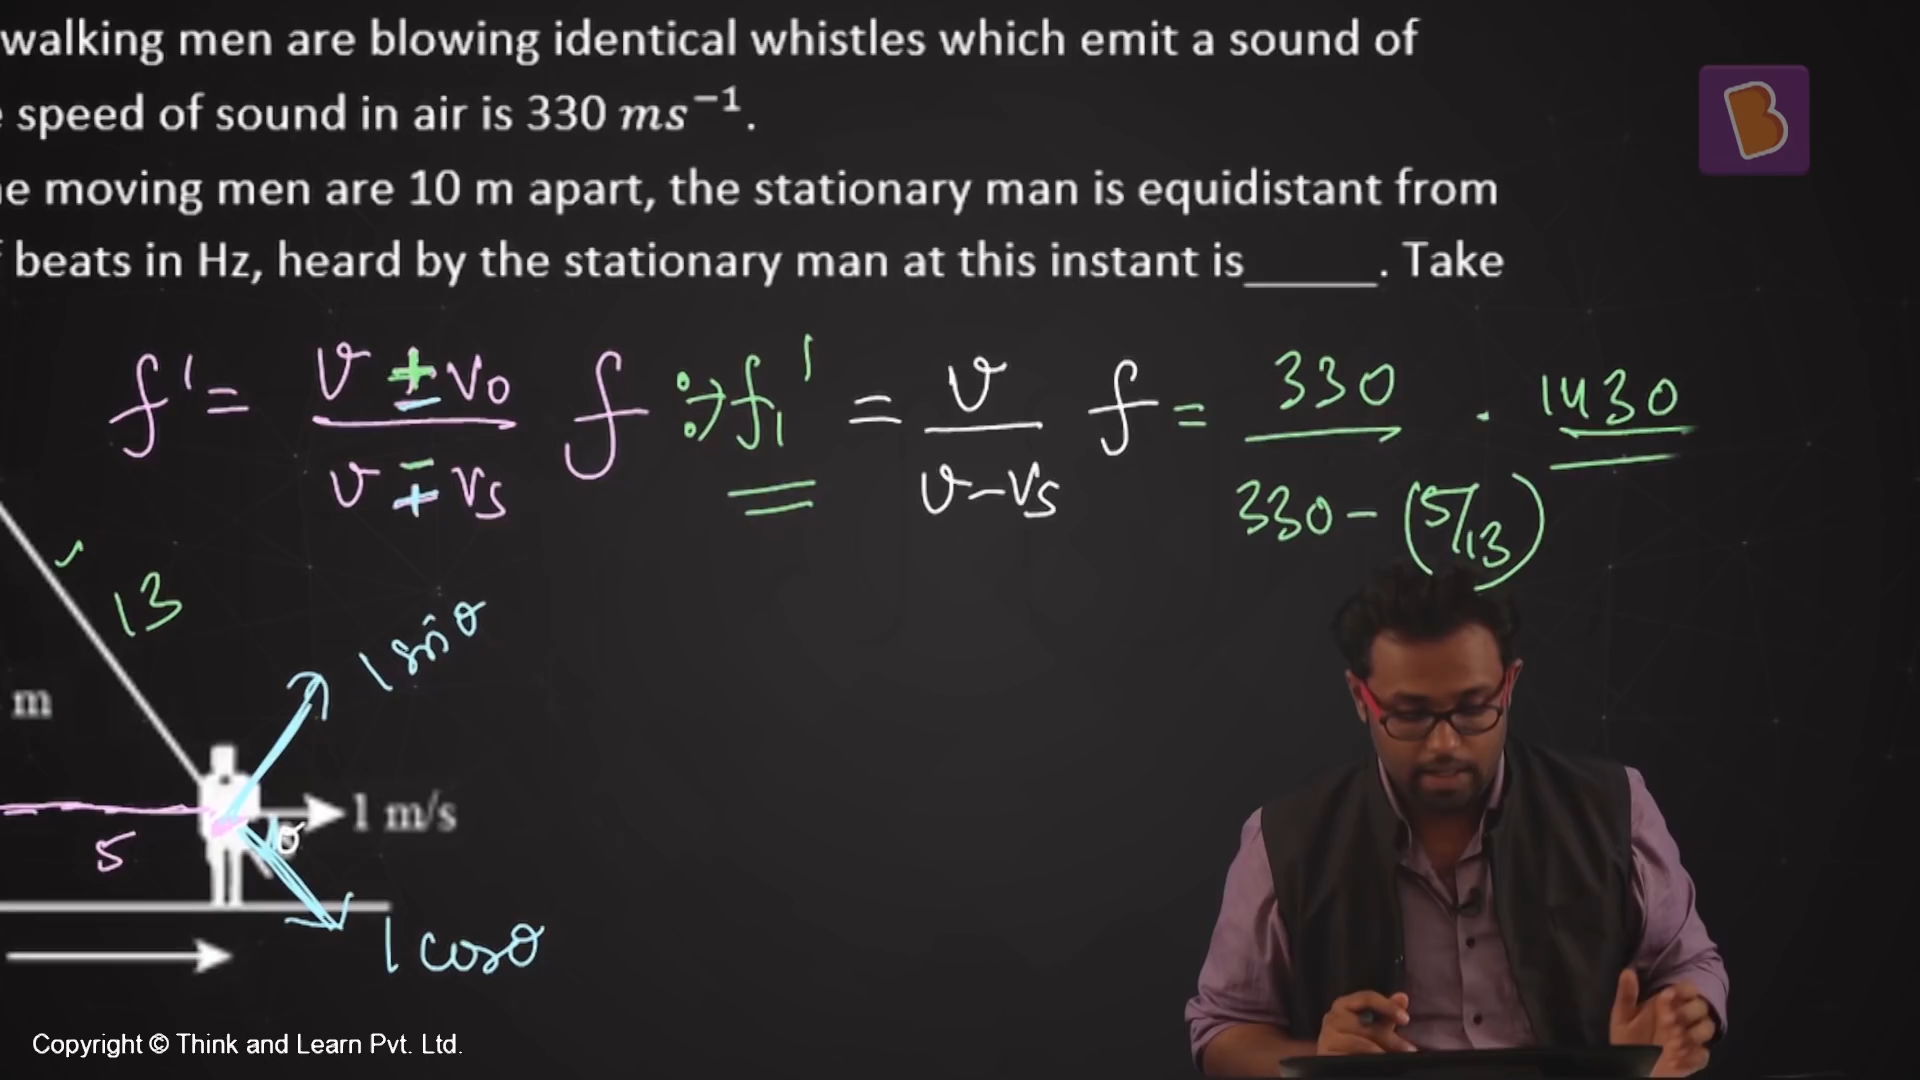 walking men are blowing identical whistles which emit a sound of
speed of sound in air is 330 ms⁻¹.
moving men are 10 m apart, the stationary man is equidistant from
beats in Hz, heard by the stationary man at this instant is_____. Take
f' = v ± v₀ / v ∓ vs f ∴ f₁' = v / v-vs f = 330 / 330 - (5/13) · 1430
13
1 sinθ
m
1 m/s
θ
5
1 cosθ
B
Copyright © Think and Learn Pvt. Ltd.